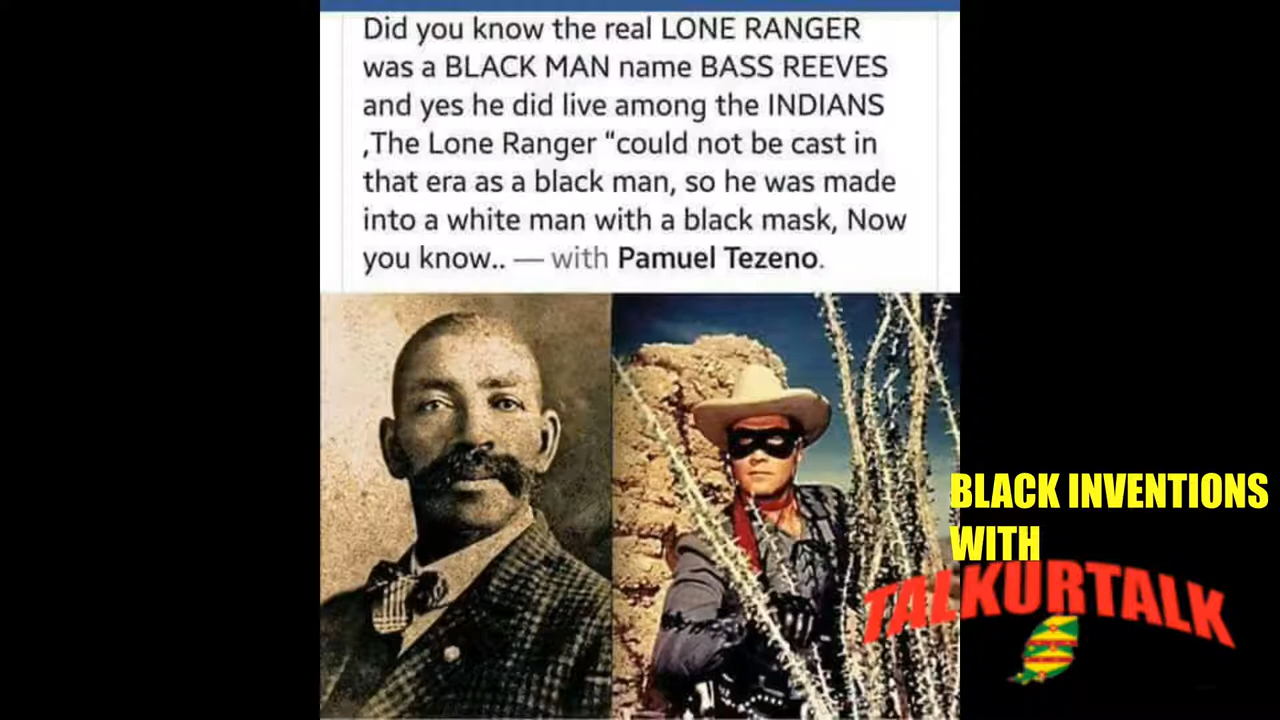 Did you know the real LONE RANGER
was a BLACK MAN name BASS REEVES
and yes he did live among the INDIANS
,The Lone Ranger “could not be cast in
that era as a black man, so he was made
into a white man with a black mask, Now
you know.. — with Pamuel Tezeno.
BLACK INVENTIONS
WITH
TALKURTALK